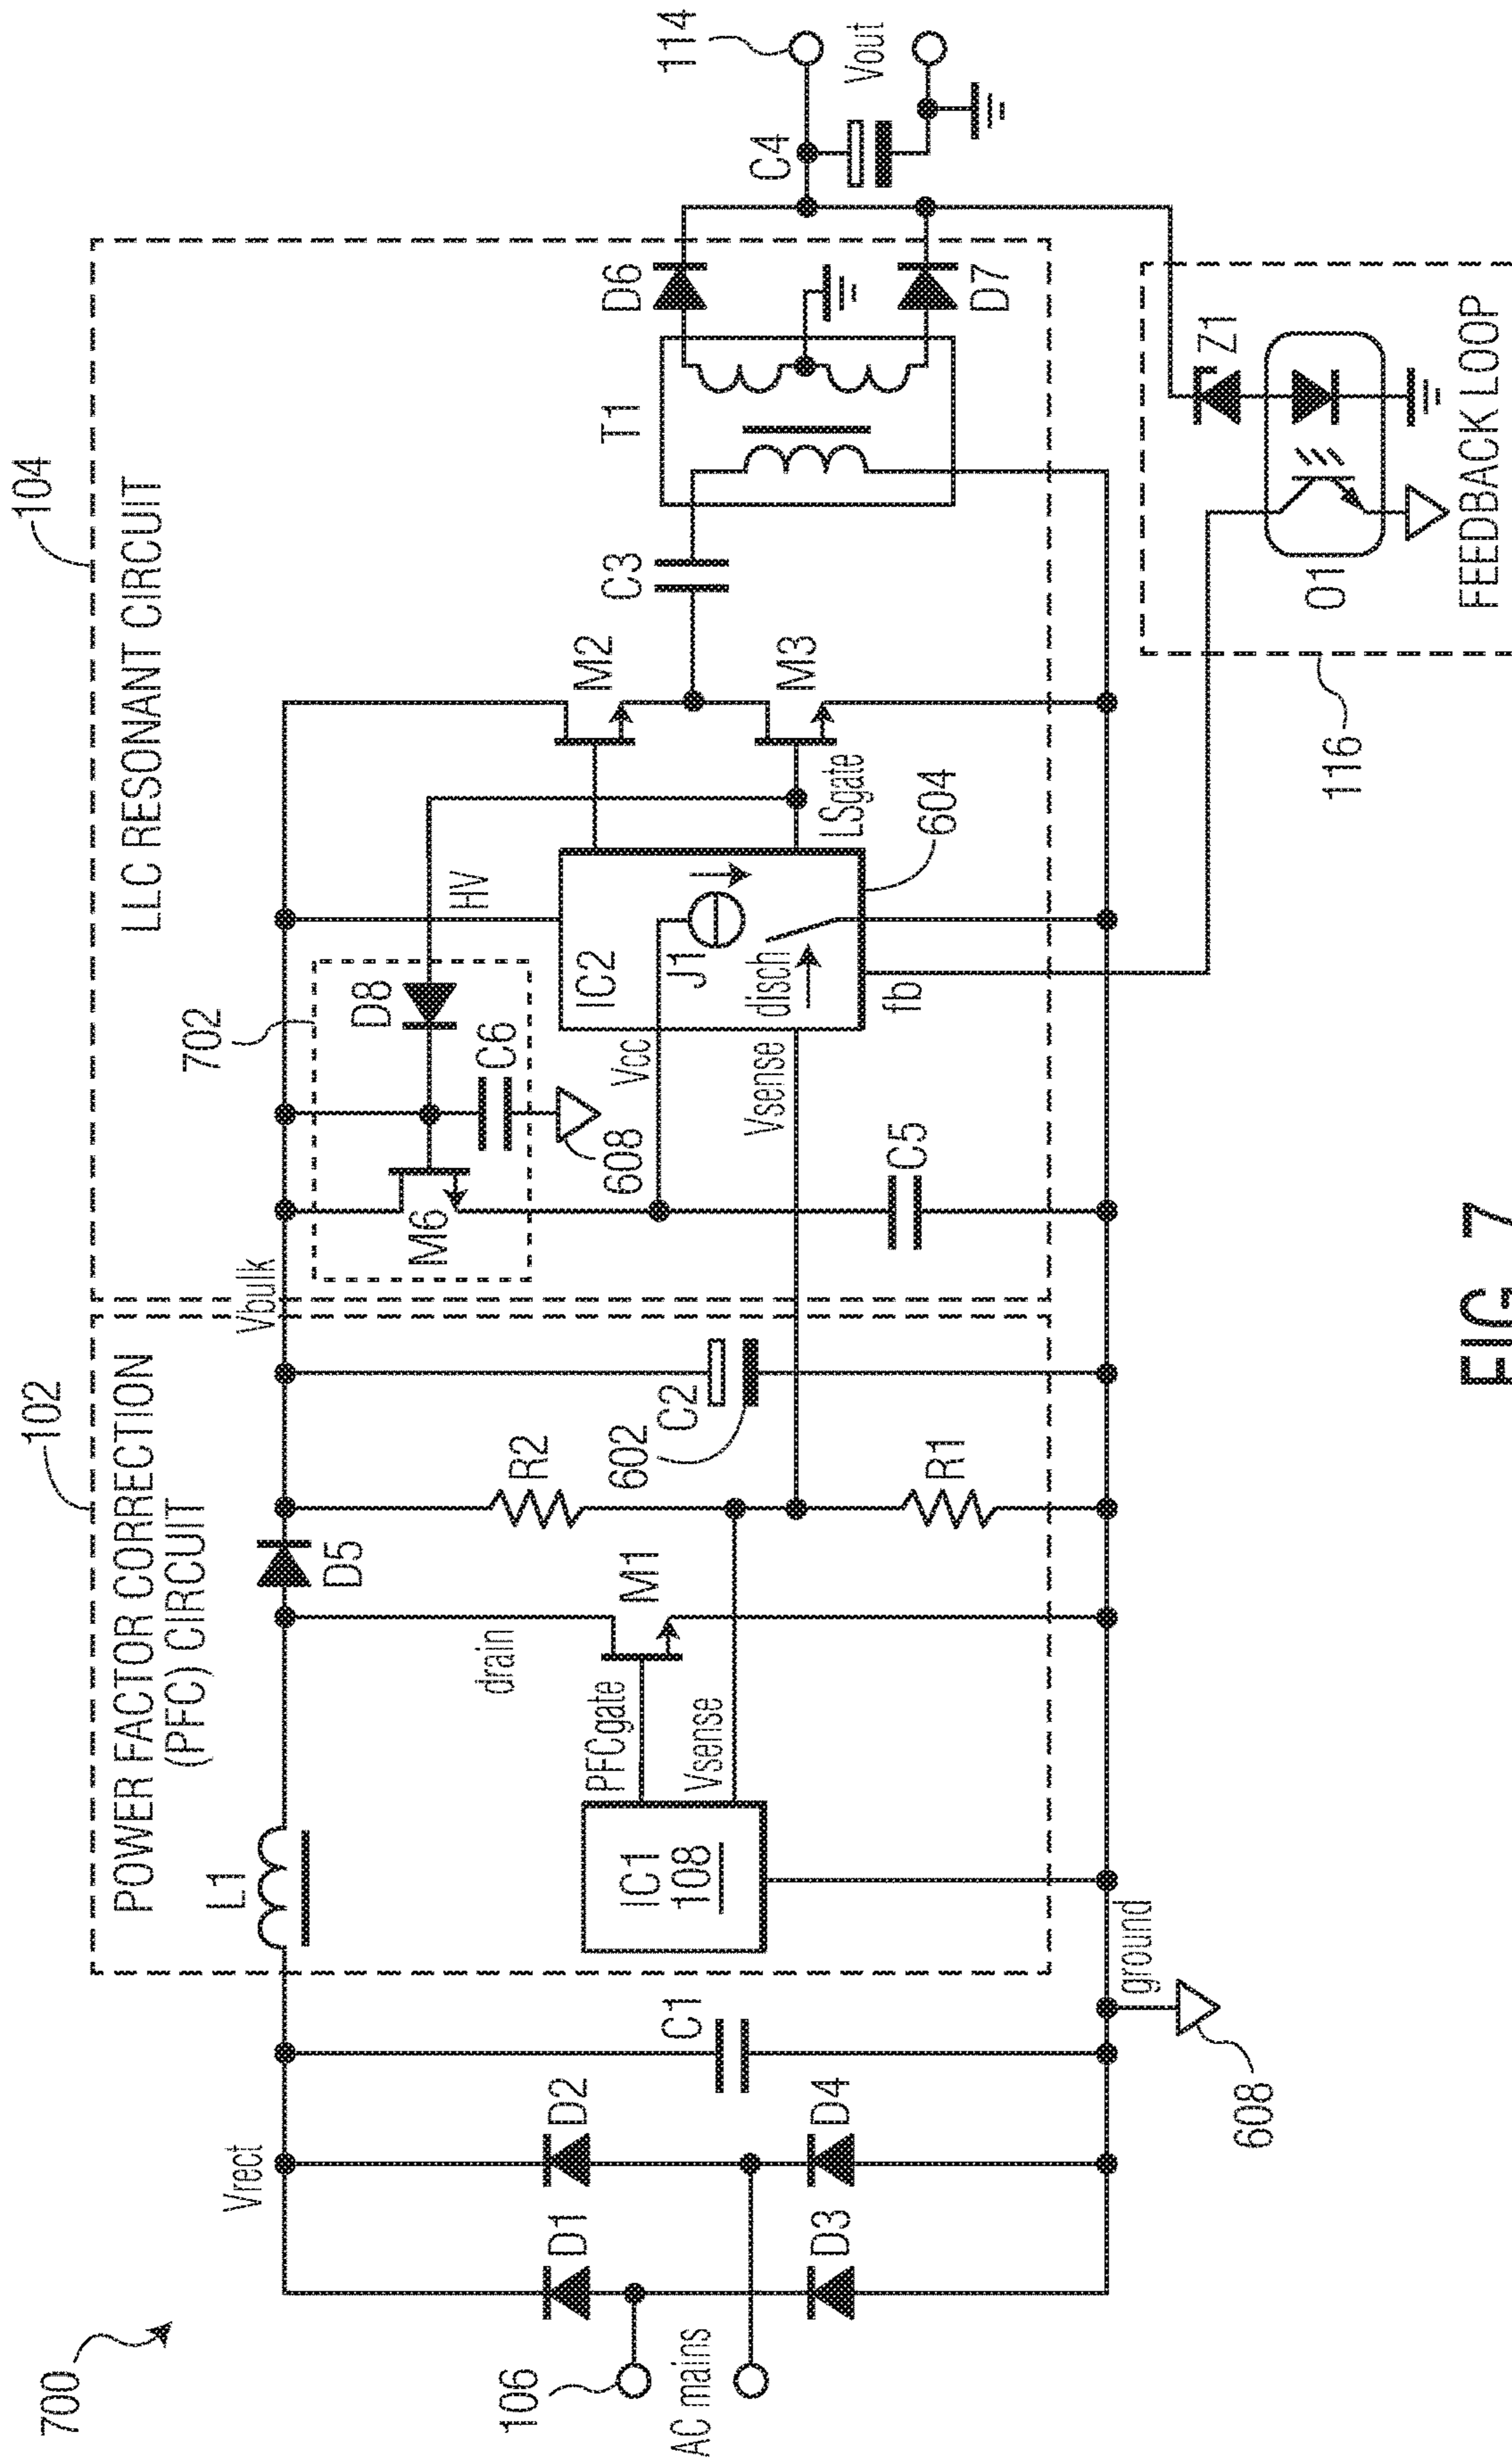 700
102
104
POWER FACTOR CORRECTION
(PFC) CIRCUIT
LLC RESONANT CIRCUIT
702
114
Vrect
L1
Vbulk
D5
drain
R2
M6
D8
C6
608
HV
M2
C3
T1
D6
C4
Vout
106
AC mains
D1
D2
D3
D4
C1
IC1
108
PFCgate
Vsense
M1
602
C2
R1
C5
Vcc
Vsense
IC2
J1
disch
fb
LSgate
604
M3
D7
ground
608
116
O1
Z1
FEEDBACK LOOP
FIG. 7